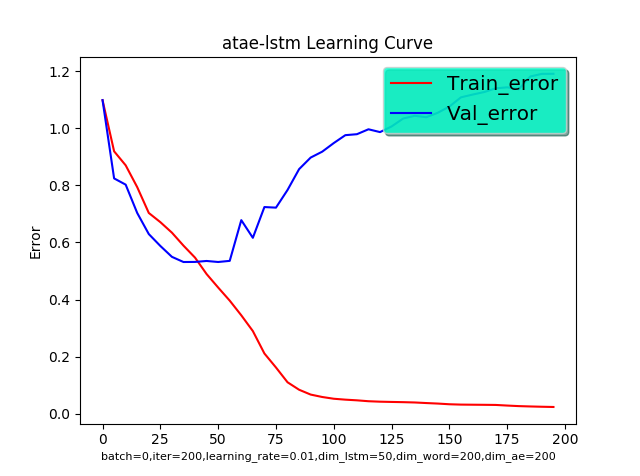 atae-lstm Learning Curve
Train_error
Val_error
Error
1.2
1.0
0.8
0.6
0.4
0.2
0.0
0 25 50 75 100 125 150 175 200
batch=0,iter=200,learning_rate=0.01,dim_lstm=50,dim_word=200,dim_ae=200